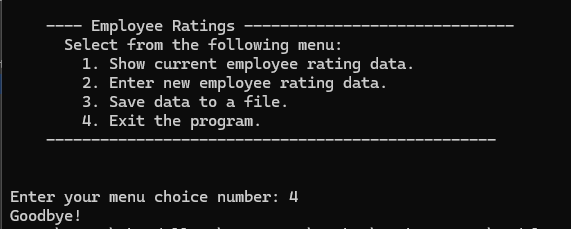 ---- Employee Ratings ------------------------------
Select from the following menu:
1. Show current employee rating data.
2. Enter new employee rating data.
3. Save data to a file.
4. Exit the program.
--------------------------------------------------
Enter your menu choice number: 4
Goodbye!